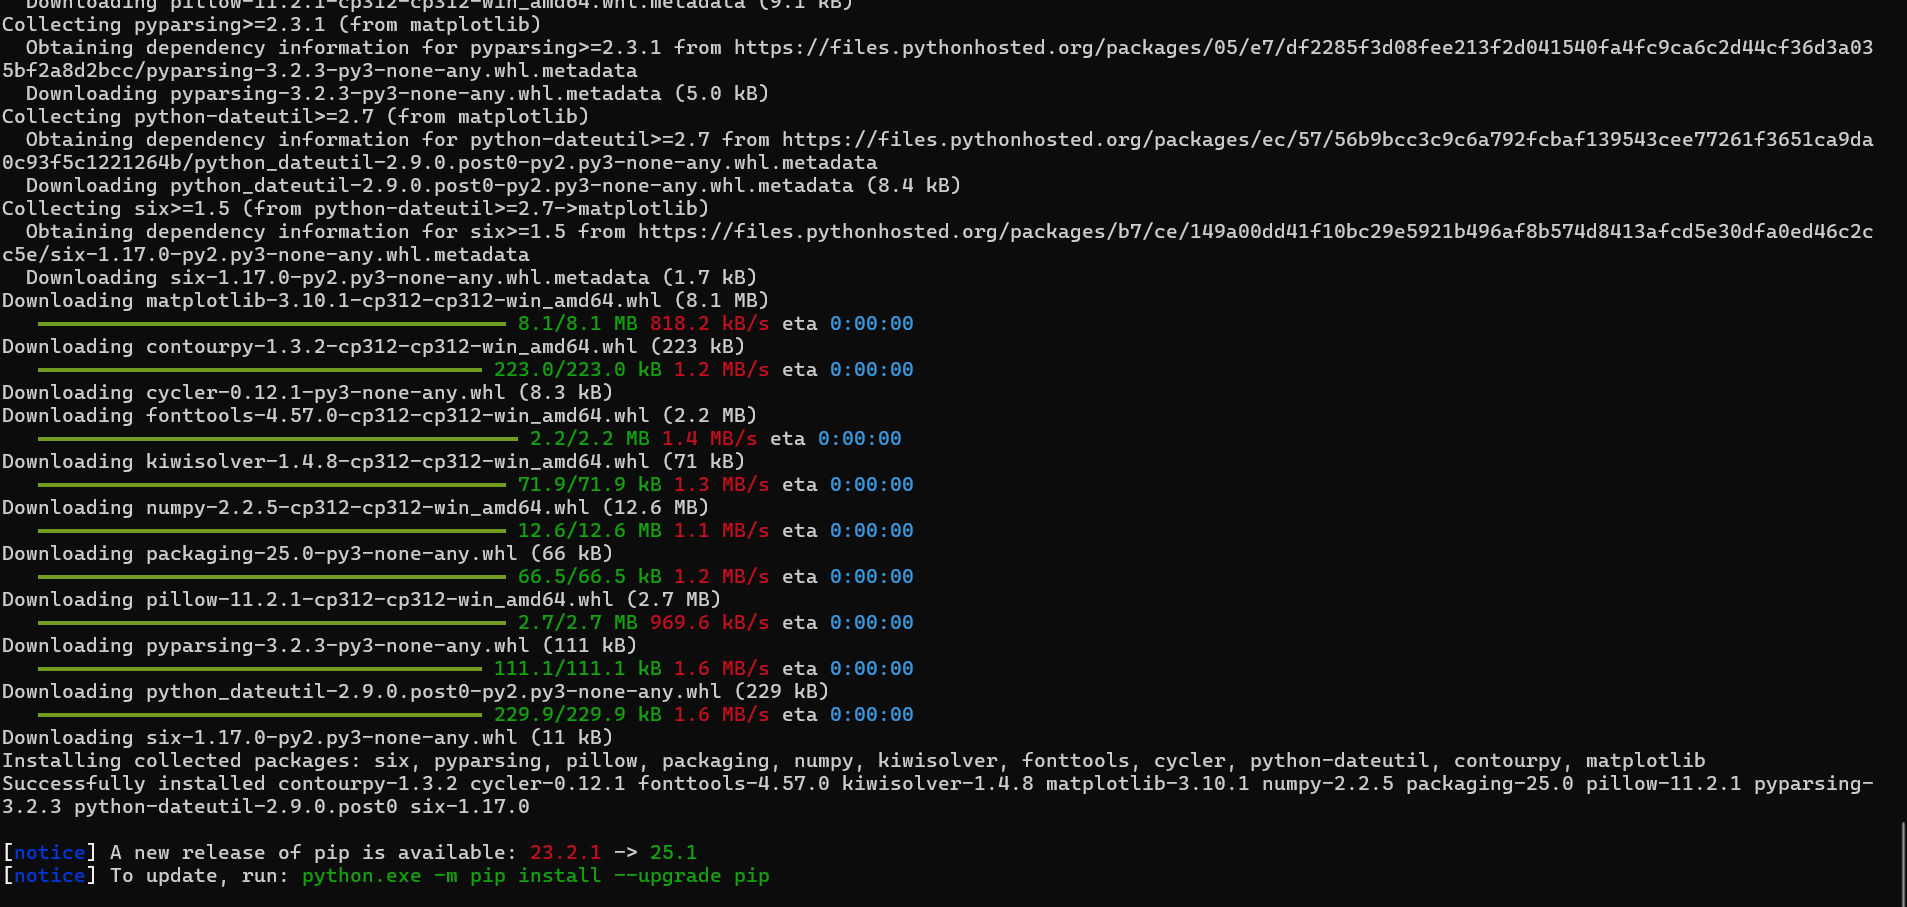 Downloading pillow-11.2.1-cp312-cp312-win_amd64.whl.metadata (9.1 kB)
Collecting pyparsing>=2.3.1 (from matplotlib)
Obtaining dependency information for pyparsing>=2.3.1 from https://files.pythonhosted.org/packages/05/e7/df2285f3d08fee213f2d041540fa4fc9ca6c2d44cf36d3a03
5bf2a8d2bcc/pyparsing-3.2.3-py3-none-any.whl.metadata
Downloading pyparsing-3.2.3-py3-none-any.whl.metadata (5.0 kB)
Collecting python-dateutil>=2.7 (from matplotlib)
Obtaining dependency information for python-dateutil>=2.7 from https://files.pythonhosted.org/packages/ec/57/56b9bcc3c9c6a792fcbaf139543cee77261f3651ca9da
0c93f5c1221264b/python_dateutil-2.9.0.post0-py2.py3-none-any.whl.metadata
Downloading python_dateutil-2.9.0.post0-py2.py3-none-any.whl.metadata (8.4 kB)
Collecting six>=1.5 (from python-dateutil>=2.7->matplotlib)
Obtaining dependency information for six>=1.5 from https://files.pythonhosted.org/packages/b7/ce/149a00dd41f10bc29e5921b496af8b574d8413afcd5e30dfa0ed46c2c
c5e/six-1.17.0-py2.py3-none-any.whl.metadata
Downloading six-1.17.0-py2.py3-none-any.whl.metadata (1.7 kB)
Downloading matplotlib-3.10.1-cp312-cp312-win_amd64.whl (8.1 MB)
8.1/8.1 MB 818.2 kB/s eta 0:00:00
Downloading contourpy-1.3.2-cp312-cp312-win_amd64.whl (223 kB)
223.0/223.0 kB 1.2 MB/s eta 0:00:00
Downloading cycler-0.12.1-py3-none-any.whl (8.3 kB)
Downloading fonttools-4.57.0-cp312-cp312-win_amd64.whl (2.2 MB)
2.2/2.2 MB 1.4 MB/s eta 0:00:00
Downloading kiwisolver-1.4.8-cp312-cp312-win_amd64.whl (71 kB)
71.9/71.9 kB 1.3 MB/s eta 0:00:00
Downloading numpy-2.2.5-cp312-cp312-win_amd64.whl (12.6 MB)
12.6/12.6 MB 1.1 MB/s eta 0:00:00
Downloading packaging-25.0-py3-none-any.whl (66 kB)
66.5/66.5 kB 1.2 MB/s eta 0:00:00
Downloading pillow-11.2.1-cp312-cp312-win_amd64.whl (2.7 MB)
2.7/2.7 MB 969.6 kB/s eta 0:00:00
Downloading pyparsing-3.2.3-py3-none-any.whl (111 kB)
111.1/111.1 kB 1.6 MB/s eta 0:00:00
Downloading python_dateutil-2.9.0.post0-py2.py3-none-any.whl (229 kB)
229.9/229.9 kB 1.6 MB/s eta 0:00:00
Downloading six-1.17.0-py2.py3-none-any.whl (11 kB)
Installing collected packages: six, pyparsing, pillow, packaging, numpy, kiwisolver, fonttools, cycler, python-dateutil, contourpy, matplotlib
Successfully installed contourpy-1.3.2 cycler-0.12.1 fonttools-4.57.0 kiwisolver-1.4.8 matplotlib-3.10.1 numpy-2.2.5 packaging-25.0 pillow-11.2.1 pyparsing-
3.2.3 python-dateutil-2.9.0.post0 six-1.17.0
[notice] A new release of pip is available: 23.2.1 -> 25.1
[notice] To update, run: python.exe -m pip install --upgrade pip